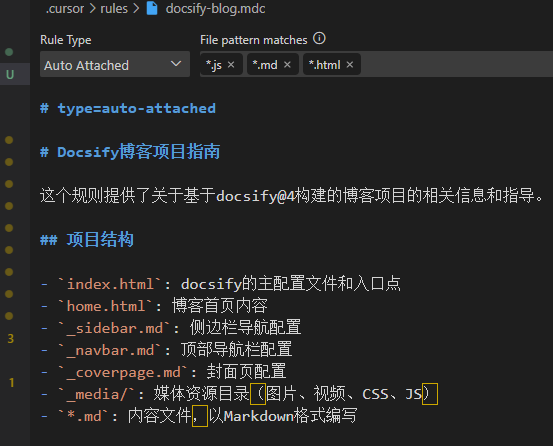 .cursor > rules > docsify-blog.mdc
Rule Type
File pattern matches
U
Auto Attached
*.js × *.md × *.html ×
# type=auto-attached
# Docsify博客项目指南
这个规则提供了关于基于docsify@4构建的博客项目的相关信息和指导。
## 项目结构
- `index.html`: docsify的主配置文件和入口点
- `home.html`: 博客首页内容
- `_sidebar.md`: 侧边栏导航配置
3
- `_navbar.md`: 顶部导航栏配置
- `_coverpage.md`: 封面页配置
1
- `_media/`: 媒体资源目录（图片、视频、CSS、JS）
- `*.md`: 内容文件，以Markdown格式编写